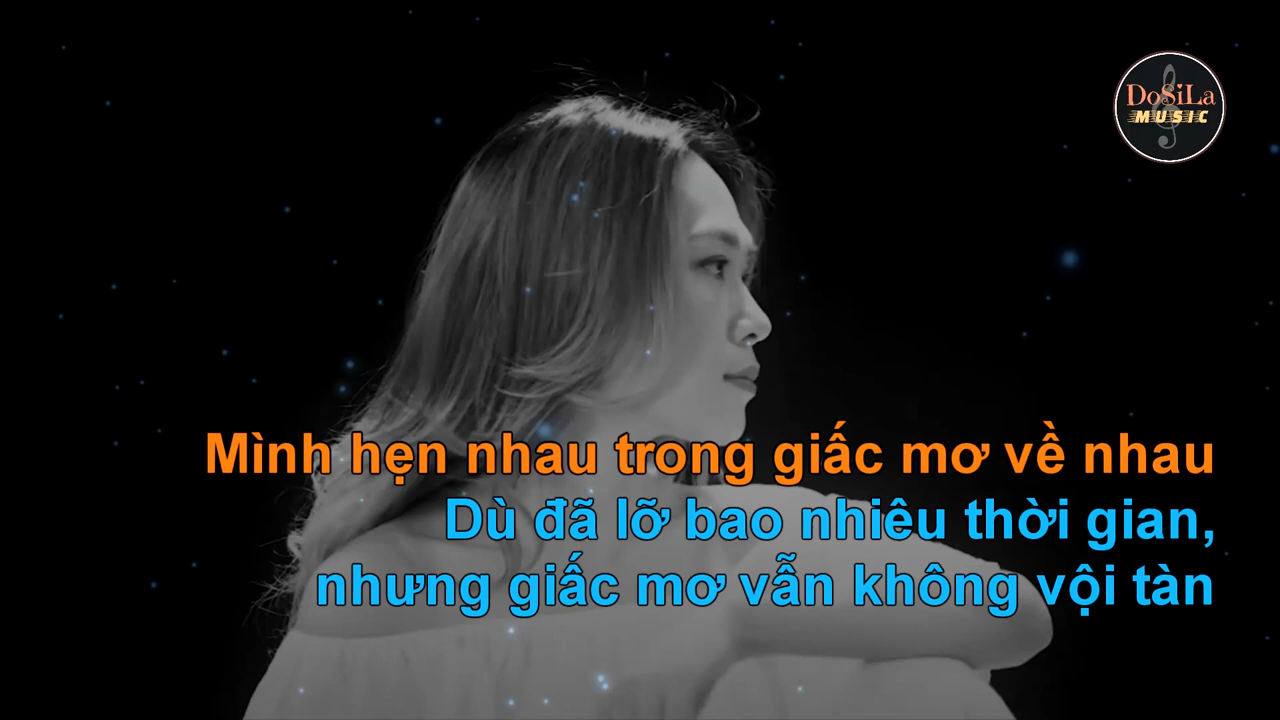 DoSiLa
MUSIC
Mình hẹn nhau trong giấc mơ về nhau
Dù đã lỡ bao nhiêu thời gian,
nhưng giấc mơ vẫn không vội tàn